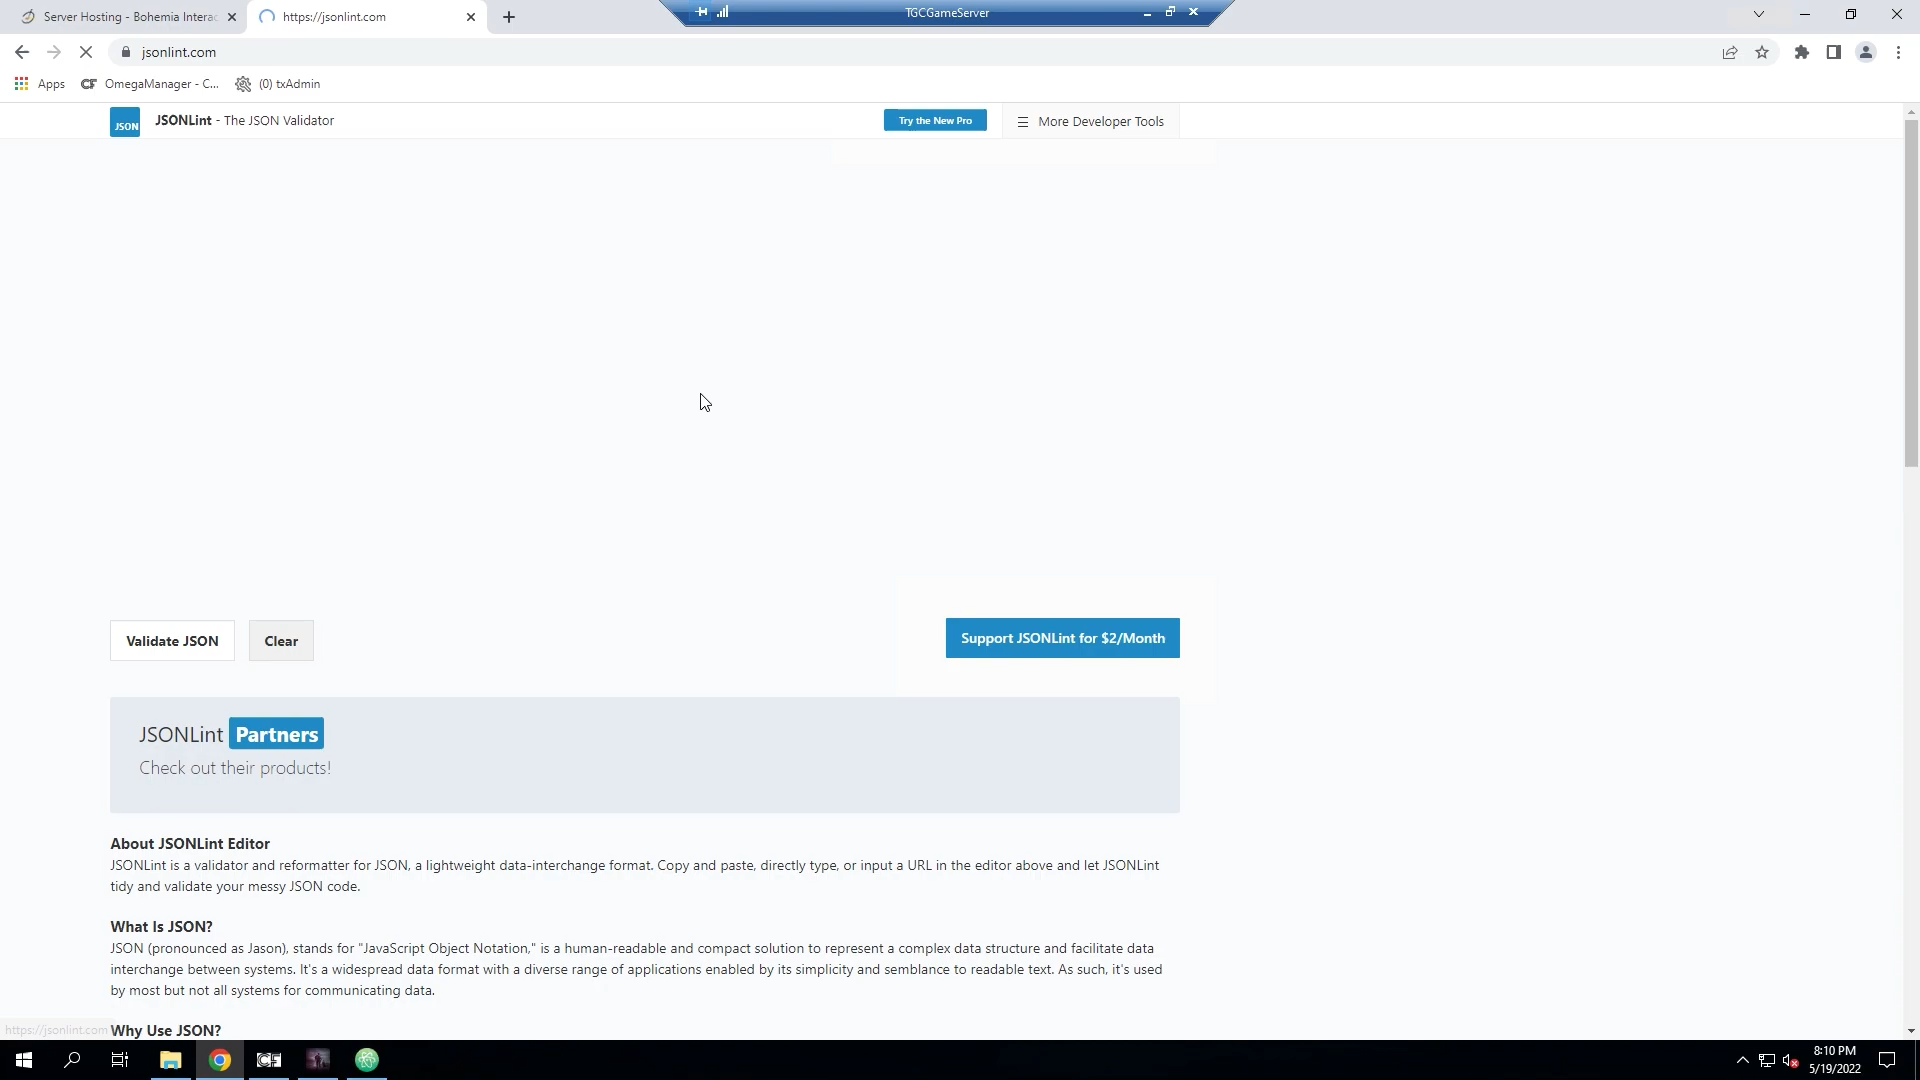 Server Hosting - Bohemia Interac
https://jsonlint.com
TGCGameServer
jsonlint.com
Apps
CF OmegaManager - C...
(0) txAdmin
JSON
JSONLint - The JSON Validator
Try the New Pro
More Developer Tools
Validate JSON
Clear
Support JSONLint for $2/Month
JSONLint Partners
Check out their products!
About JSONLint Editor
JSONLint is a validator and reformatter for JSON, a lightweight data-interchange format. Copy and paste, directly type, or input a URL in the editor above and let JSONLint
tidy and validate your messy JSON code.
What Is JSON?
JSON (pronounced as Jason), stands for "JavaScript Object Notation," is a human-readable and compact solution to represent a complex data structure and facilitate data
interchange between systems. It's a widespread data format with a diverse range of applications enabled by its simplicity and semblance to readable text. As such, it's used
by most but not all systems for communicating data.
https://jsonlint.com
Why Use JSON?
CF
8:10 PM
5/19/2022